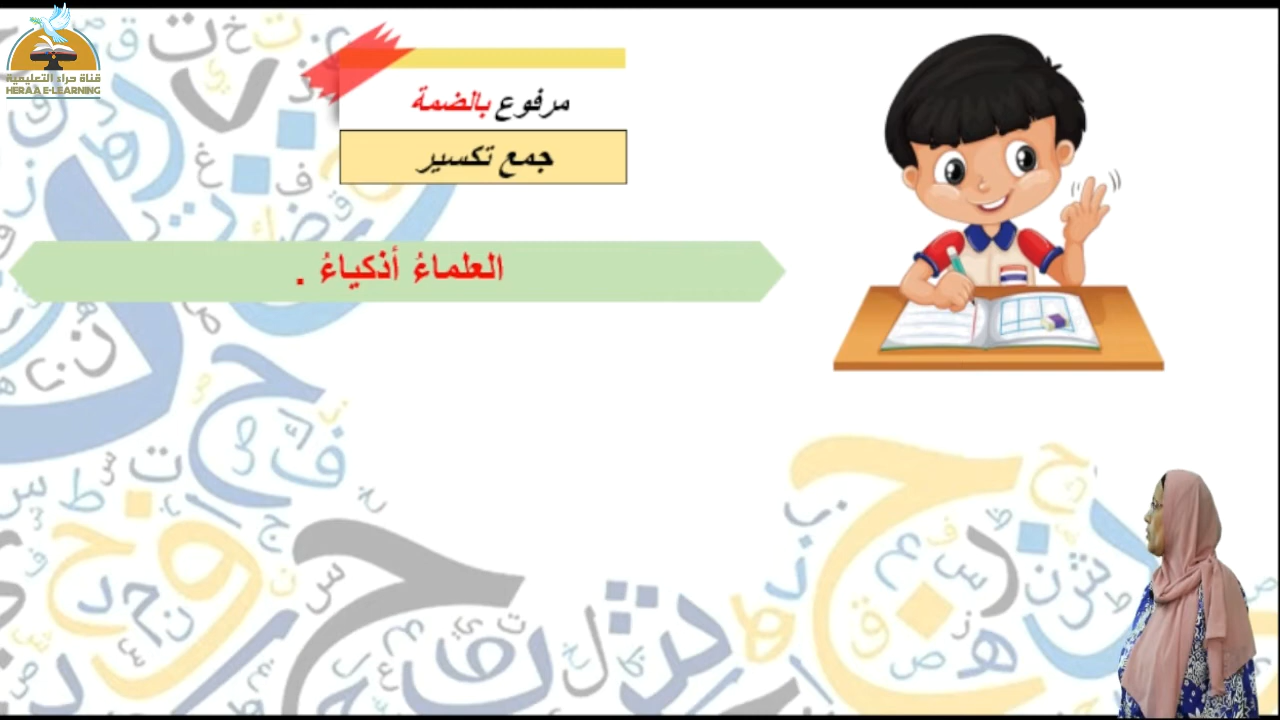 قناة حراء التعليمية
HERAA E-LEARNING
مرفوع بالضمة
جمع تكسير
العلماءُ أذكياءُ .